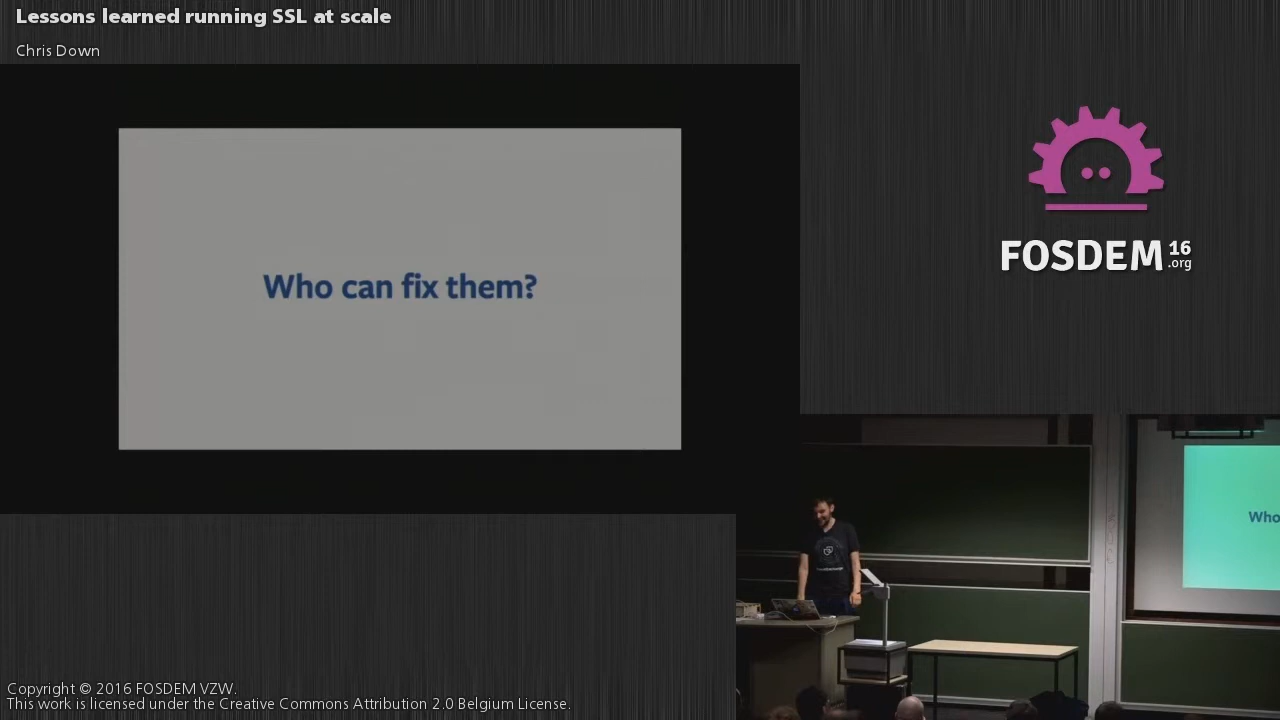 Lessons learned running SSL at scale
Chris Down
Who can fix them?
FOSDEM 16
.org
Who
Copyright © 2016 FOSDEM VZW.
This work is licensed under the Creative Commons Attribution 2.0 Belgium License.